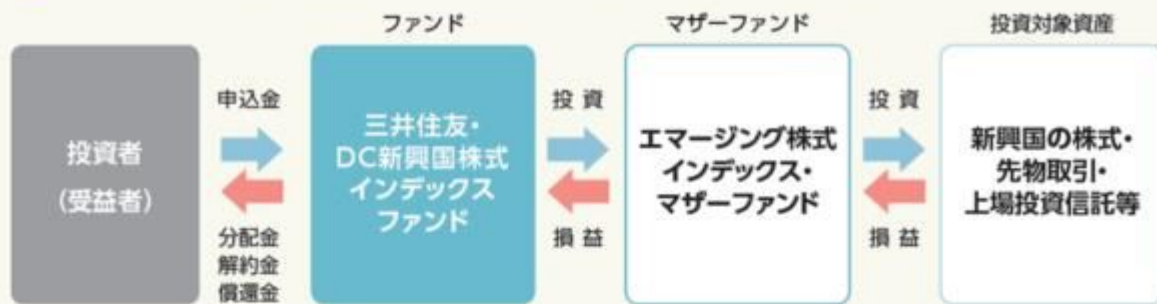 ファンド
マザーファンド
投資対象資産
投資者
(受益者)
申込金
分配金
解約金
償還金
三井住友・
DC新興国株式
インデックス
ファンド
投資
損益
エマージング株式
インデックス・
マザーファンド
投資
損益
新興国の株式・
先物取引・
上場投資信託等